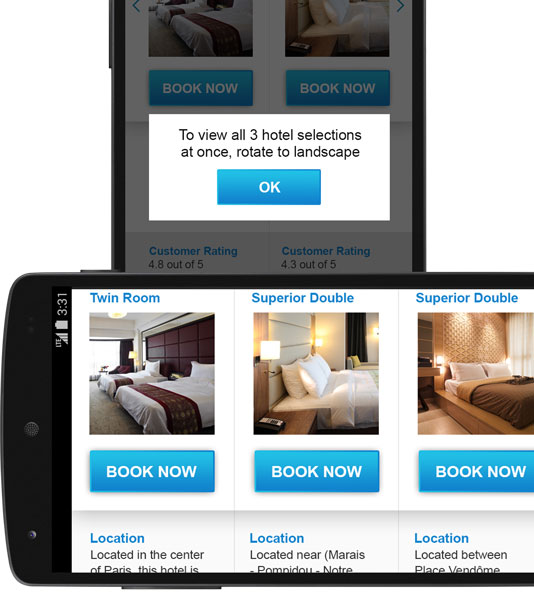 BOOK NOW BOOK NOW
To view all 3 hotel selections
at once, rotate to landscape
OK
Customer Rating Customer Rating
4.8 out of 5 4.3 out of 5
3:31
LTE
Twin Room Superior Double Superior Double
BOOK NOW BOOK NOW BOOK NOW
Location Location Location
Located in the center Located near (Marais Located between
of Paris, this hotel is - Pompidou - Notre Place Vendôme